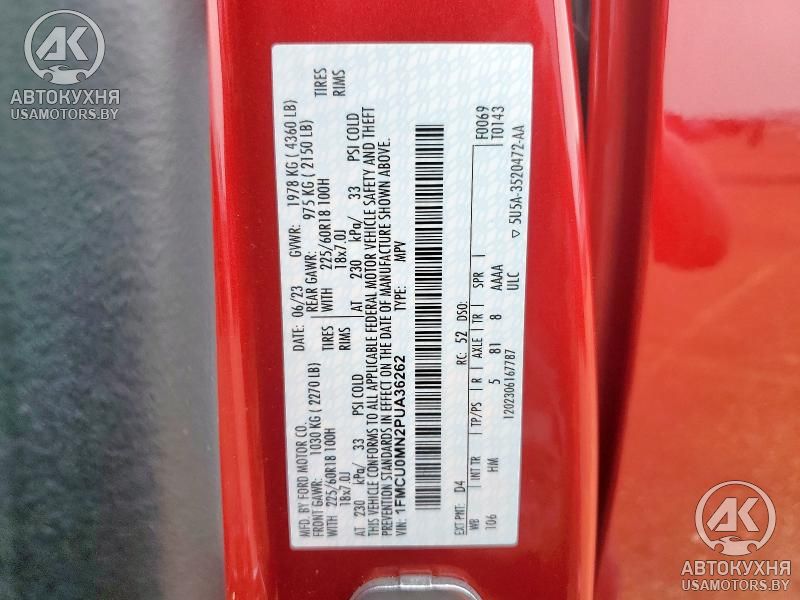 MFD. BY FORD MOTOR CO.
DATE: 06/23 GVWR: 1978 KG ( 4360 LB)
FRONT GAWR: 1030 KG ( 2270 LB) REAR GAWR: 975 KG ( 2150 LB)
WITH 225/60R18 100H TIRES WITH 225/60R18 100H TIRES
18x7.0J RIMS 18x7.0J RIMS
AT 230 kPa/ 33 PSI COLD AT 230 kPa/ 33 PSI COLD
THIS VEHICLE CONFORMS TO ALL APPLICABLE FEDERAL MOTOR VEHICLE SAFETY AND THEFT
PREVENTION STANDARDS IN EFFECT ON THE DATE OF MANUFACTURE SHOWN ABOVE.
VIN: 1FMCU0MN2PUA36262 TYPE: MPV
F0069
T0143
EXT PNT: D4 RC: 52 DSO:
WB INT TR TP/PS R AXLE TR SPR
106 HM 5 81 8 AAAA
1202306167787 ULC
▽ 5U5A-3520472-AA
AK
АВТОКУХНЯ
USAMOTORS.BY
AK
АВТОКУХНЯ
USAMOTORS.BY